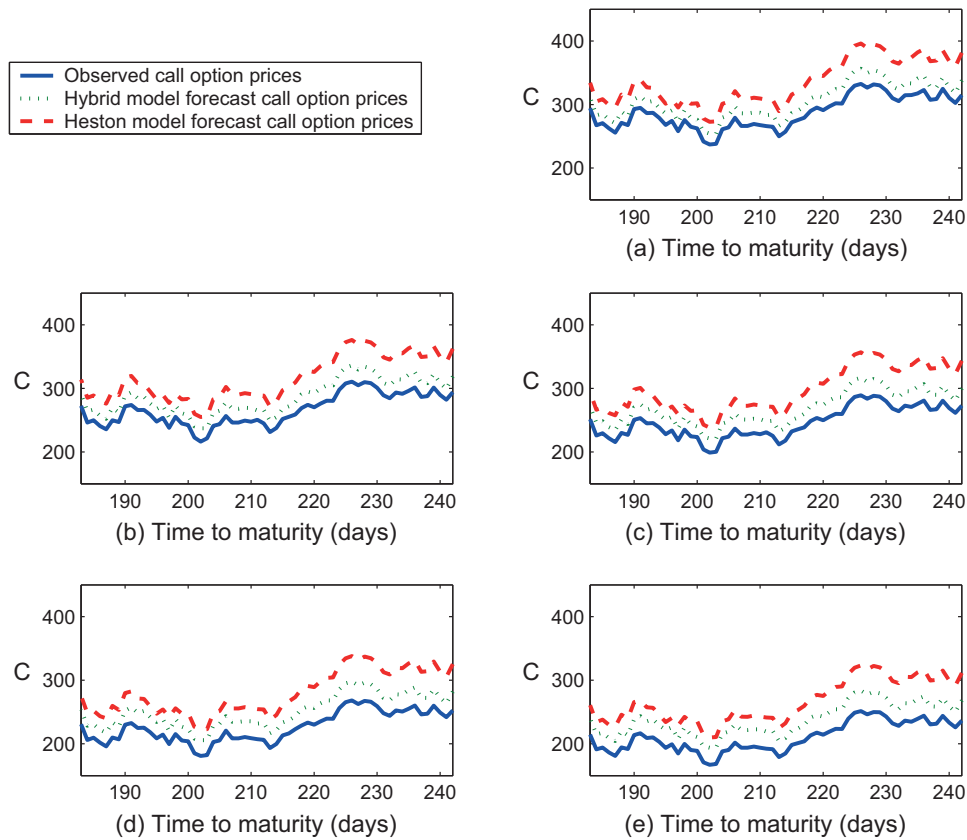 Observed call option prices
Hybrid model forecast call option prices
Heston model forecast call option prices
400
C
300
200
190 200 210 220 230 240
(a) Time to maturity (days)
400
C
300
200
190 200 210 220 230 240
(b) Time to maturity (days)
400
C
300
200
190 200 210 220 230 240
(c) Time to maturity (days)
400
C
300
200
190 200 210 220 230 240
(d) Time to maturity (days)
400
C
300
200
190 200 210 220 230 240
(e) Time to maturity (days)